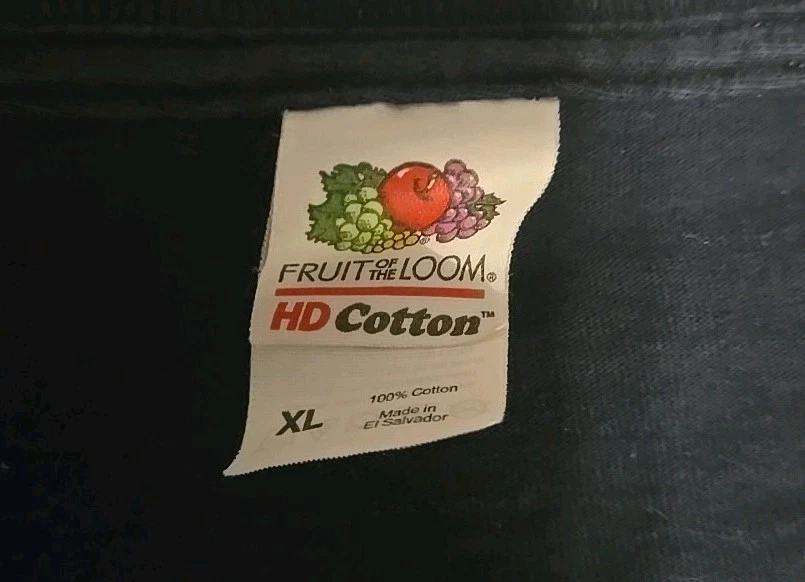 FRUIT OF THE LOOM®
HD Cotton™
100% Cotton
XL Made in
El Salvador